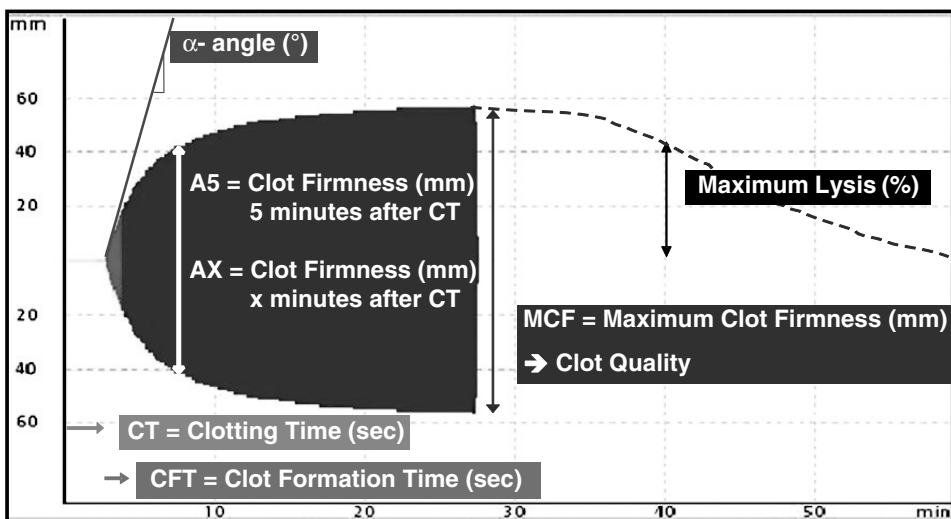 mm
α- angle (°)
60
40
20
20
40
60
A5 = Clot Firmness (mm)
5 minutes after CT
AX = Clot Firmness (mm)
x minutes after CT
Maximum Lysis (%)
MCF = Maximum Clot Firmness (mm)
➔ Clot Quality
CT = Clotting Time (sec)
CFT = Clot Formation Time (sec)
10 20 30 40 50 min